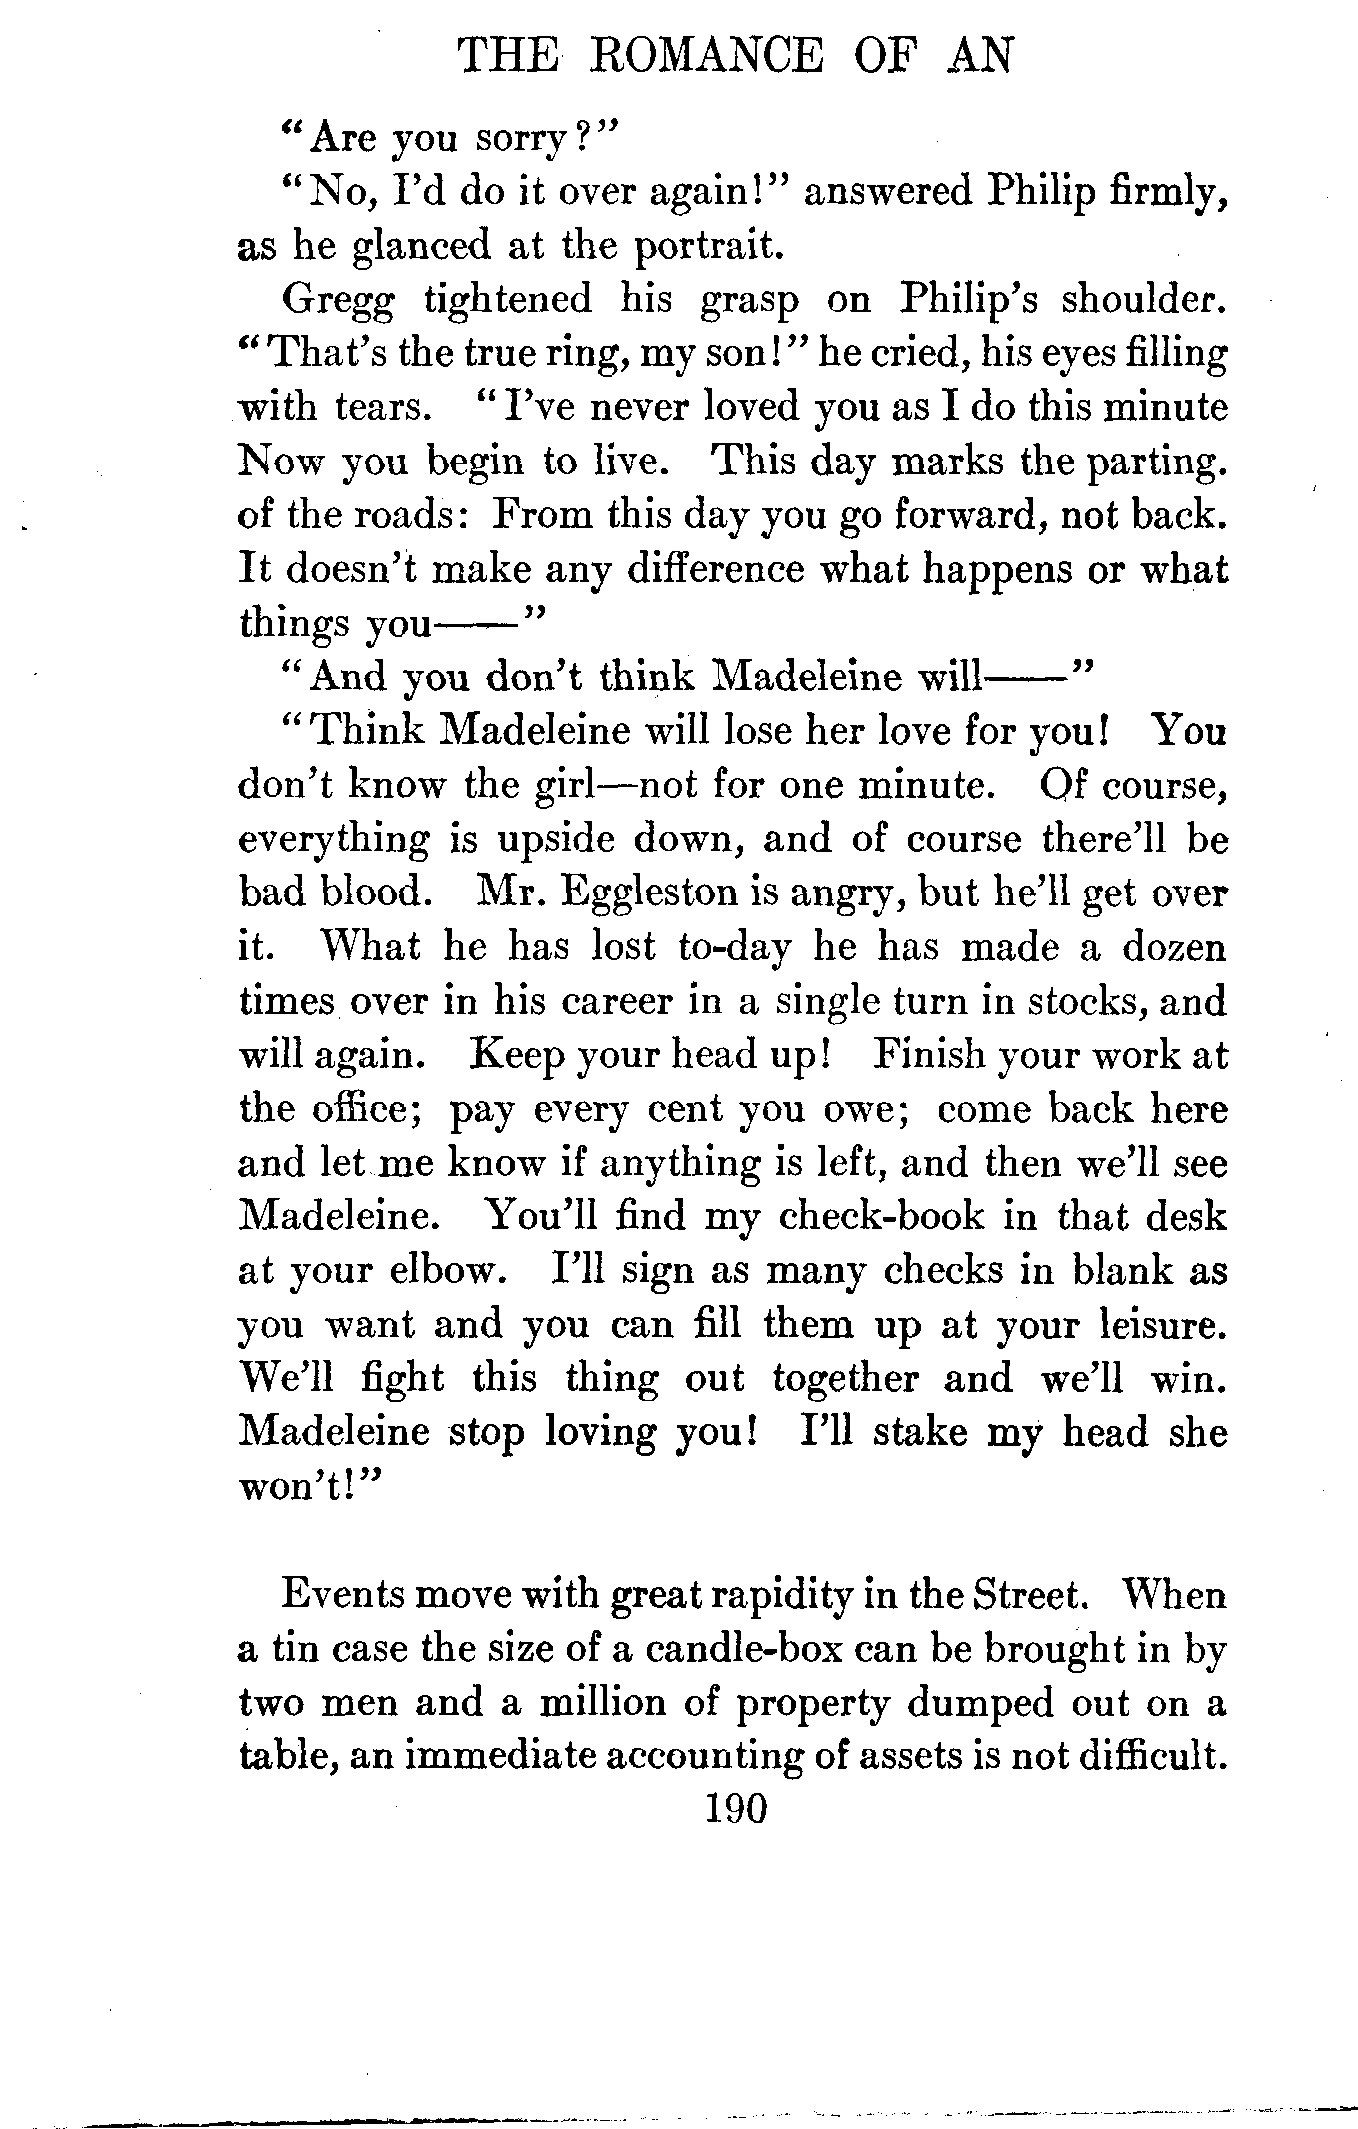 THE ROMANCE OF AN
"Are you sorry?"
"No, I'd do it over again!" answered Philip firmly,
as he glanced at the portrait.
Gregg tightened his grasp on Philip's shoulder.
"That's the true ring, my son!" he cried, his eyes filling
with tears. "I've never loved you as I do this minute
Now you begin to live. This day marks the parting.
of the roads: From this day you go forward, not back.
It doesn't make any difference what happens or what
things you——"
"And you don't think Madeleine will——"
"Think Madeleine will lose her love for you! You
don't know the girl—not for one minute. Of course,
everything is upside down, and of course there'll be
bad blood. Mr. Eggleston is angry, but he'll get over
it. What he has lost to-day he has made a dozen
times over in his career in a single turn in stocks, and
will again. Keep your head up! Finish your work at
the office; pay every cent you owe; come back here
and let me know if anything is left, and then we'll see
Madeleine. You'll find my check-book in that desk
at your elbow. I'll sign as many checks in blank as
you want and you can fill them up at your leisure.
We'll fight this thing out together and we'll win.
Madeleine stop loving you! I'll stake my head she
won't!"
Events move with great rapidity in the Street. When
a tin case the size of a candle-box can be brought in by
two men and a million of property dumped out on a
table, an immediate accounting of assets is not difficult.
190